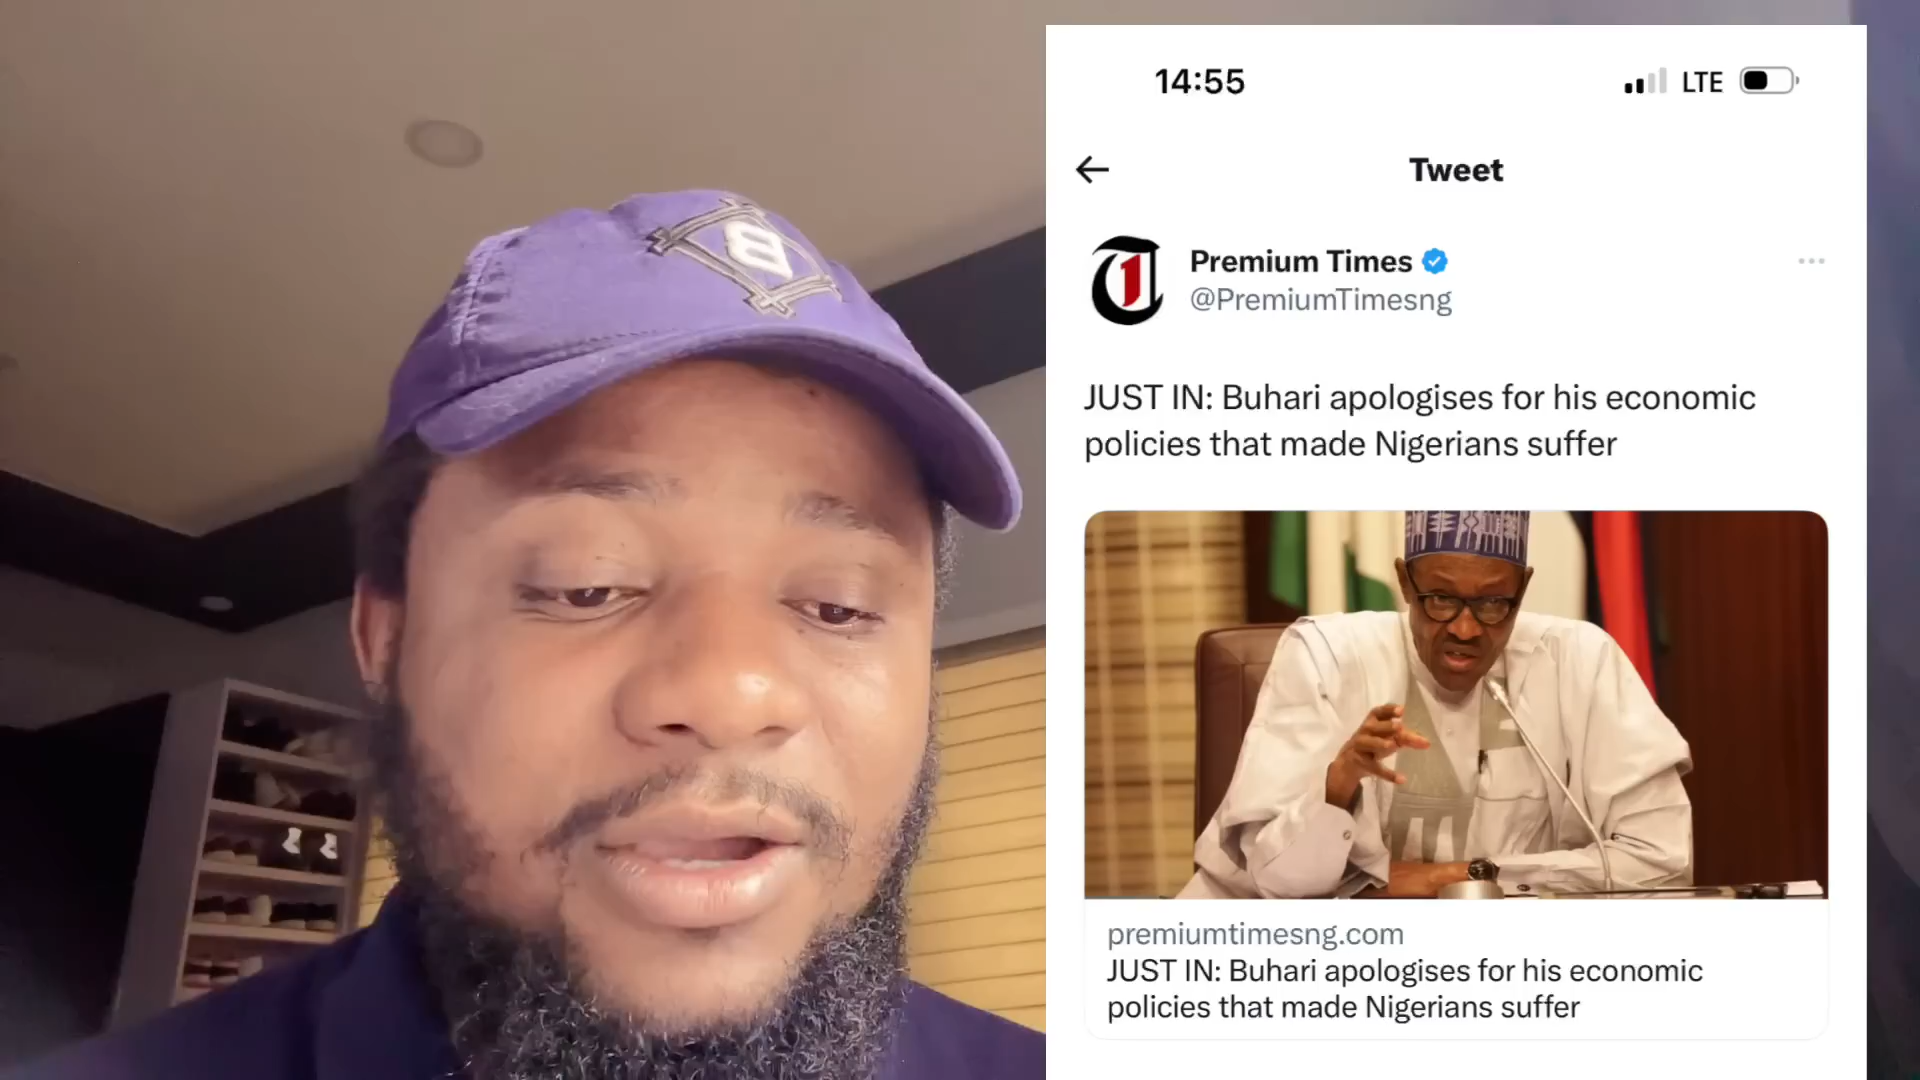 14:55
LTE
Tweet
Premium Times
@PremiumTimesng
JUST IN: Buhari apologises for his economic
policies that made Nigerians suffer
premiumtimesng.com
JUST IN: Buhari apologises for his economic
policies that made Nigerians suffer